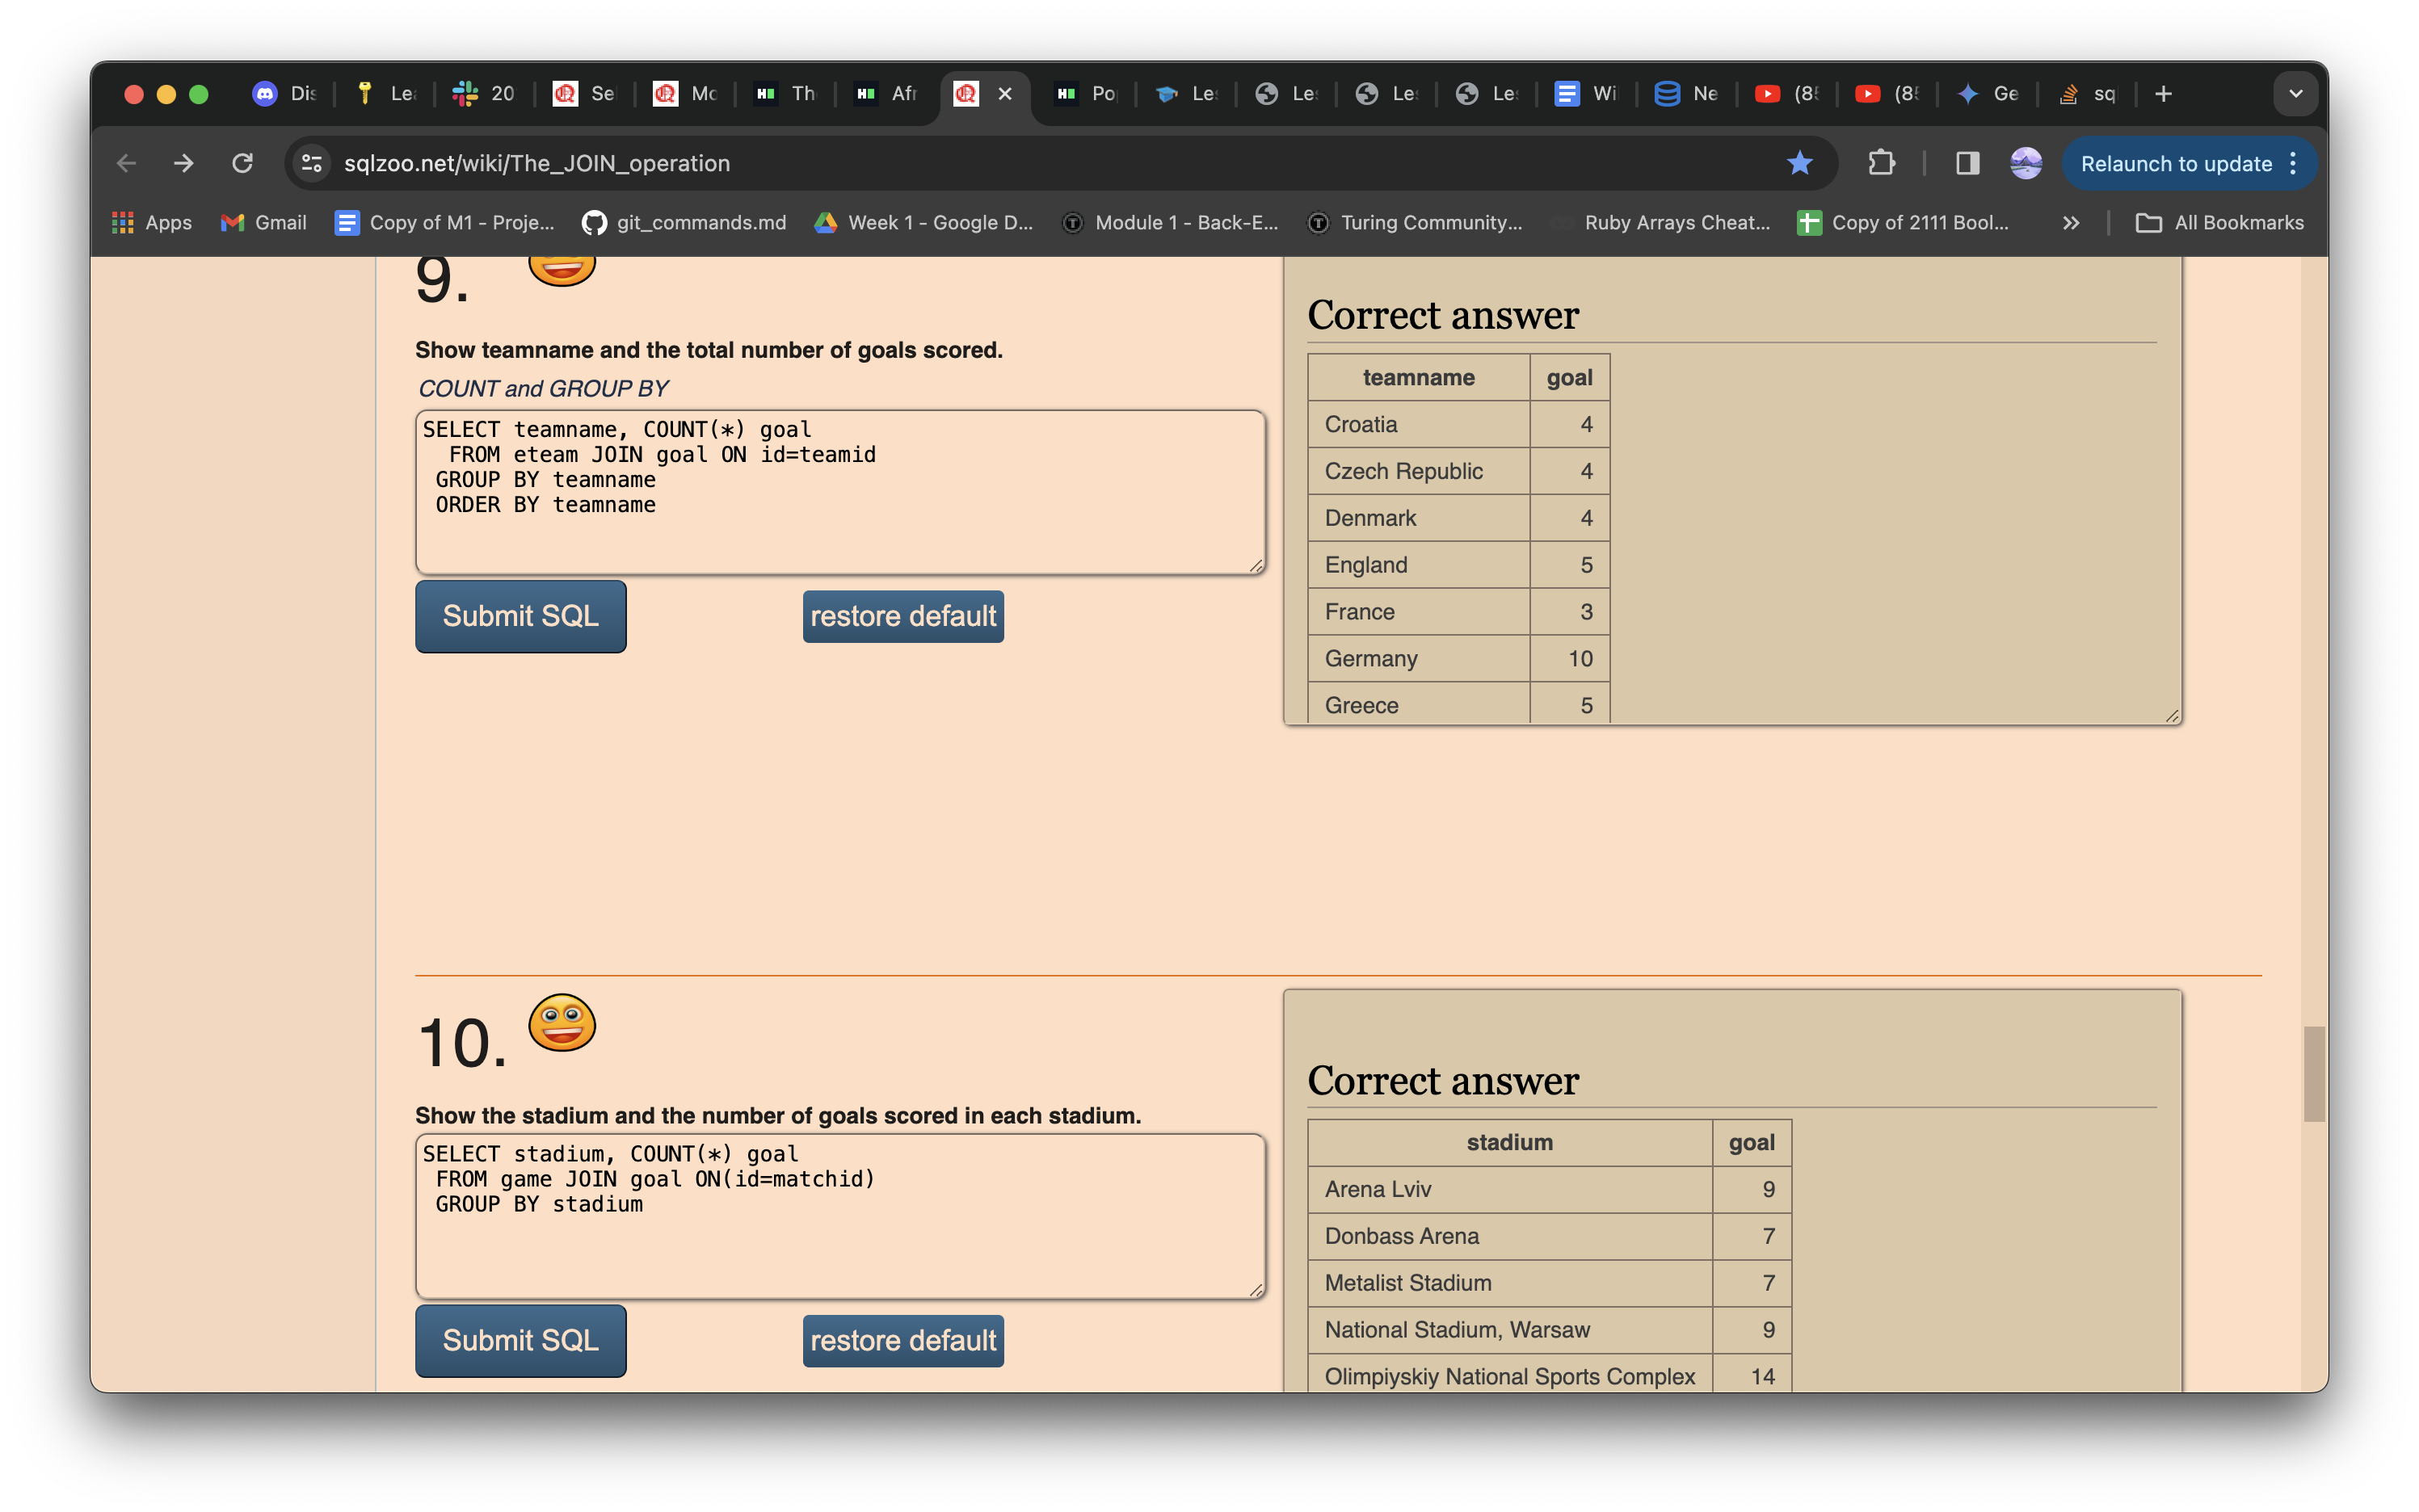 Dis Le 20 Se Mc Th Afr Po Le Le Le Le Wi Ne (8 (8 Ge sq
sqlzoo.net/wiki/The_JOIN_operation Relaunch to update
Apps Gmail Copy of M1 - Proje... git_commands.md Week 1 - Google D... Module 1 - Back-E... Turing Community... Ruby Arrays Cheat... Copy of 2111 Bool... » All Bookmarks
9.
Show teamname and the total number of goals scored.
COUNT and GROUP BY
SELECT teamname, COUNT(*) goal
FROM eteam JOIN goal ON id=teamid
GROUP BY teamname
ORDER BY teamname
Submit SQL restore default
Correct answer
teamname goal
Croatia 4
Czech Republic 4
Denmark 4
England 5
France 3
Germany 10
Greece 5
10.
Show the stadium and the number of goals scored in each stadium.
SELECT stadium, COUNT(*) goal
FROM game JOIN goal ON(id=matchid)
GROUP BY stadium
Submit SQL restore default
Correct answer
stadium goal
Arena Lviv 9
Donbass Arena 7
Metalist Stadium 7
National Stadium, Warsaw 9
Olimpiyskiy National Sports Complex 14